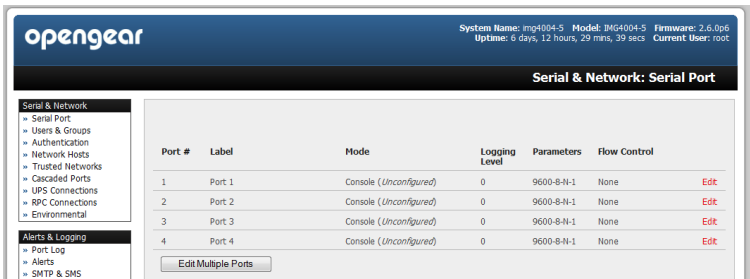 opengear
System Name: img4004-5 Model: IMG4004-5 Firmware: 2.6.0p6
Uptime: 6 days, 12 hours, 29 mins, 39 secs Current User: root
Serial & Network: Serial Port
Serial & Network
» Serial Port
» Users & Groups
» Authentication
» Network Hosts
» Trusted Networks
» Cascaded Ports
» UPS Connections
» RPC Connections
» Environmental
Alerts & Logging
» Port Log
» Alerts
» SMTP & SMS
Port # Label Mode Logging Level Parameters Flow Control
1 Port 1 Console (Unconfigured) 0 9600-8-N-1 None Edit
2 Port 2 Console (Unconfigured) 0 9600-8-N-1 None Edit
3 Port 3 Console (Unconfigured) 0 9600-8-N-1 None Edit
4 Port 4 Console (Unconfigured) 0 9600-8-N-1 None Edit
Edit Multiple Ports